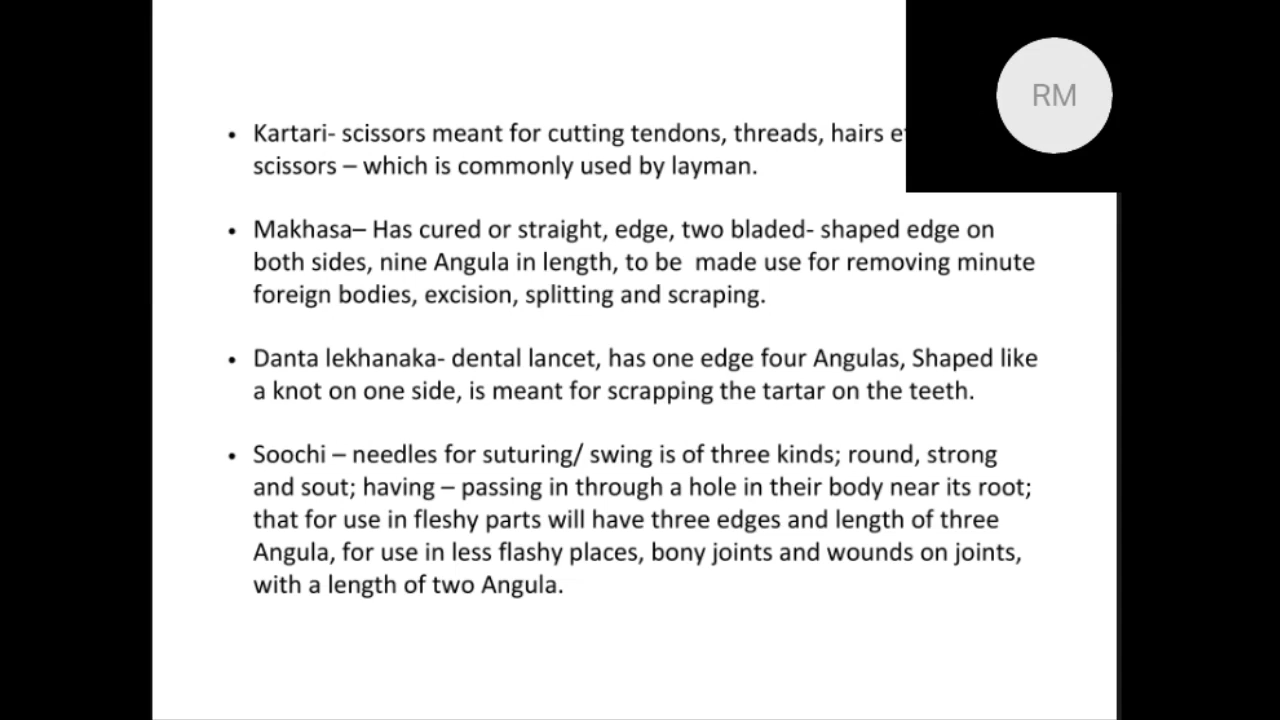 RM
• Kartari- scissors meant for cutting tendons, threads, hairs
scissors – which is commonly used by layman.
• Makhasa– Has cured or straight, edge, two bladed- shaped edge on
both sides, nine Angula in length, to be  made use for removing minute
foreign bodies, excision, splitting and scraping.
• Danta lekhanaka- dental lancet, has one edge four Angulas, Shaped like
a knot on one side, is meant for scrapping the tartar on the teeth.
• Soochi – needles for suturing/ swing is of three kinds; round, strong
and sout; having – passing in through a hole in their body near its root;
that for use in fleshy parts will have three edges and length of three
Angula, for use in less flashy places, bony joints and wounds on joints,
with a length of two Angula.